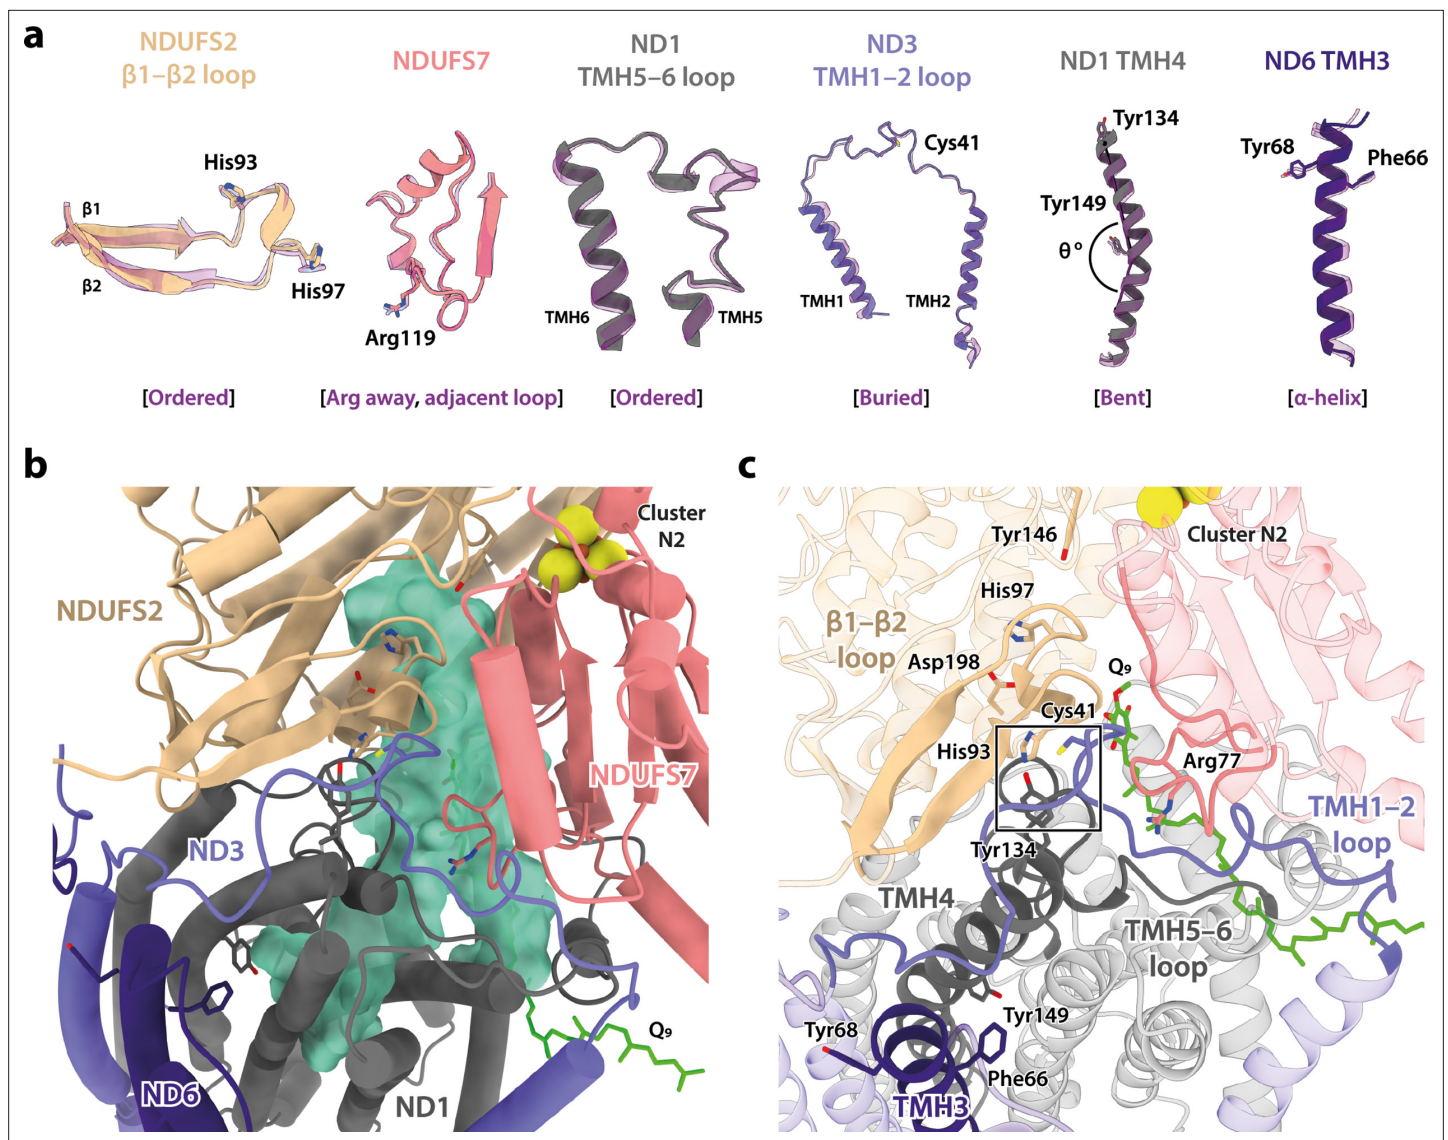 a
NDUFS2
β1–β2 loop
NDUFS7
ND1
TMH5–6 loop
ND3
TMH1–2 loop
ND1 TMH4
ND6 TMH3
His93
β1
β2
His97
Arg119
TMH6
TMH5
Cys41
TMH1
TMH2
Tyr134
Tyr149
θ°
Tyr68
Phe66
[Ordered]
[Arg away, adjacent loop]
[Ordered]
[Buried]
[Bent]
[α-helix]
b
Cluster
N2
NDUFS2
NDUFS7
ND3
Q₉
ND6
ND1
c
Cluster N2
Tyr146
His97
β1–β2
loop
Asp198
Q₉
Cys41
His93
Arg77
TMH1–2
loop
Tyr134
TMH4
TMH5–6
loop
Tyr149
Tyr68
Phe66
TMH3